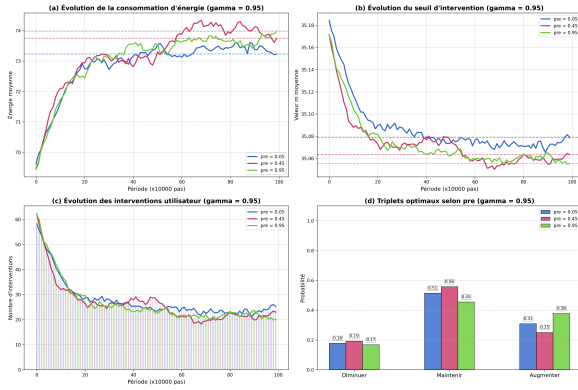 (a) Évolution de la consommation d'énergie (gamma = 0.95)
Énergie moyenne
74
73
72
71
70
0
20
40
60
80
100
Période (x10000 pas)
pre = 0.05
pre = 0.45
pre = 0.95
(b) Évolution du seuil d'intervention (gamma = 0.95)
Valeur m moyenne
35.18
35.16
35.14
35.12
35.10
35.08
35.06
0
20
40
60
80
100
Période (x10000 pas)
pre = 0.05
pre = 0.45
pre = 0.95
(c) Évolution des interventions utilisateur (gamma = 0.95)
Nombre d'interventions
60
50
40
30
20
10
0
0
20
40
60
80
100
Période (x10000 pas)
pre = 0.05
pre = 0.45
pre = 0.95
(d) Triplets optimaux selon pre (gamma = 0.95)
Probabilité
1.0
0.8
0.6
0.4
0.2
0.0
0.18
0.19
0.17
0.51
0.56
0.45
0.31
0.25
0.38
Diminuer
Maintenir
Augmenter
pre = 0.05
pre = 0.45
pre = 0.95